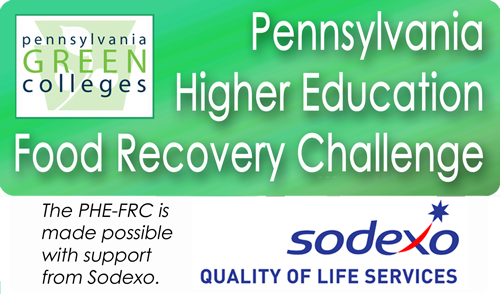 pennsylvania
GREEN
colleges
Pennsylvania
Higher Education
Food Recovery Challenge
The PHE-FRC is
made possible
with support
from Sodexo.
sodexo
QUALITY OF LIFE SERVICES